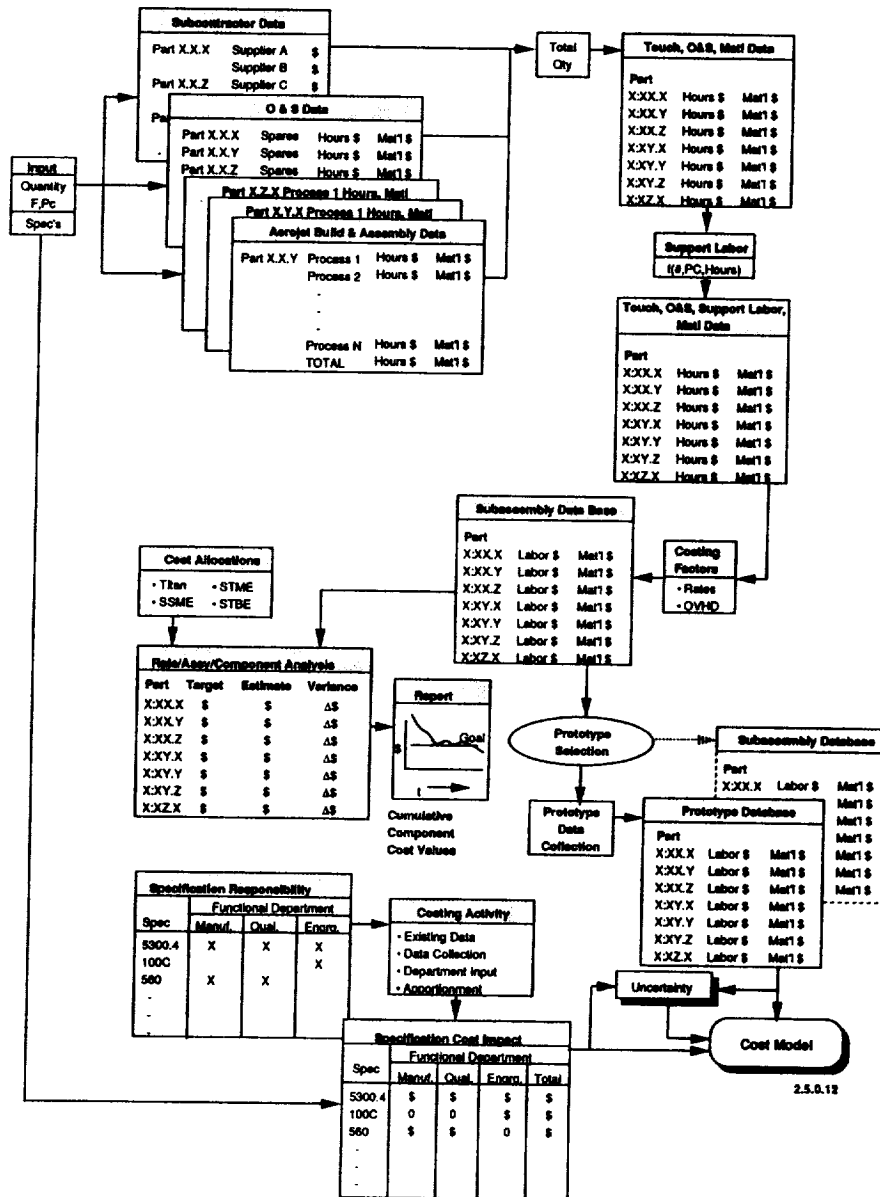 Subcontractor Data
Part X.X.X Supplier A $
Supplier B $
Part X.X.Z Supplier C $
O & S Data
Part X.X.X Spares Hours $ Mat'l $
Part X.X.Y Spares Hours $ Mat'l $
Part X.X.Z Spares Hours $ Mat'l $
Part X.Z.X Process 1 Hours, Matl
Part X.Y.X Process 1 Hours, Matl
Aerojet Build & Assembly Data
Part X.X.Y Process 1 Hours $ Mat'l $
Process 2 Hours $ Mat'l $
-
-
-
Process N Hours $ Mat'l $
TOTAL Hours $ Mat'l $
Input
Quantity
F,Pc
Spec's
Total
Qty
Touch, O&S, Matl Data
Part
X:XX.X Hours $ Mat'l $
X:XX.Y Hours $ Mat'l $
X:XX.Z Hours $ Mat'l $
X:XY.X Hours $ Mat'l $
X:XY.Y Hours $ Mat'l $
X:XY.Z Hours $ Mat'l $
X:XZ.X Hours $ Mat'l $
Support Labor
f(#,PC,Hours)
Touch, O&S, Support Labor,
Matl Data
Part
X:XX.X Hours $ Mat'l $
X:XX.Y Hours $ Mat'l $
X:XX.Z Hours $ Mat'l $
X:XY.X Hours $ Mat'l $
X:XY.Y Hours $ Mat'l $
X:XY.Z Hours $ Mat'l $
X:XZ.X Hours $ Mat'l $
Costing
Factors
• Rates
• OVHD
Subassembly Data Base
Part
X:XX.X Labor $ Mat'l $
X:XX.Y Labor $ Mat'l $
X:XX.Z Labor $ Mat'l $
X:XY.X Labor $ Mat'l $
X:XY.Y Labor $ Mat'l $
X:XY.Z Labor $ Mat'l $
X:XZ.X Labor $ Mat'l $
Cost Allocations
• Titan • STME
• SSME • STBE
/Assy/Component Analysis
Part Target Estimate Variance
X:XX.X $ $ Δ$
X:XX.Y $ $ Δ$
X:XX.Z $ $ Δ$
X:XY.X $ $ Δ$
X:XY.Y $ $ Δ$
X:XY.Z $ $ Δ$
X:XZ.X $ $ Δ$
Report
$ Goal
t
Cumulative
Component
Cost Values
Prototype
Selection
Prototype
Data
Collection
Subassembly Database
Part
X:XX.X Labor $ Mat'l $
Mat'l $
Mat'l $
Mat'l $
Mat'l $
Mat'l $
Mat'l $
Prototype Database
Part
X:XX.X Labor $ Mat'l $
X:XX.Y Labor $ Mat'l $
X:XX.Z Labor $ Mat'l $
X:XY.X Labor $ Mat'l $
X:XY.Y Labor $ Mat'l $
X:XY.Z Labor $ Mat'l $
X:XZ.X Labor $ Mat'l $
Specification Responsibility
Functional Department
Spec Manuf. Qual. Engrg.
5300.4 X X X
100C X
560 X X
-
-
-
Costing Activity
• Existing Data
• Data Collection
• Department Input
• Apportionment
Uncertainty
Cost Model
Specification Cost Impact
Functional Department
Spec Manuf. Qual. Engrg. Total
5300.4 $ $ $ $
100C 0 0 $ $
560 $ $ 0 $
-
-
-
2.5.0.12